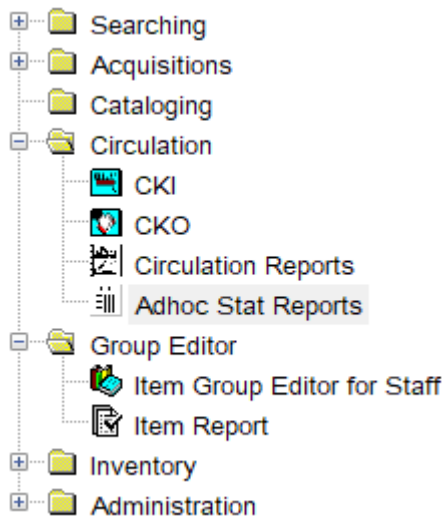 Searching
Acquisitions
Cataloging
Circulation
CKI
CKO
Circulation Reports
Adhoc Stat Reports
Group Editor
Item Group Editor for Staff
Item Report
Inventory
Administration